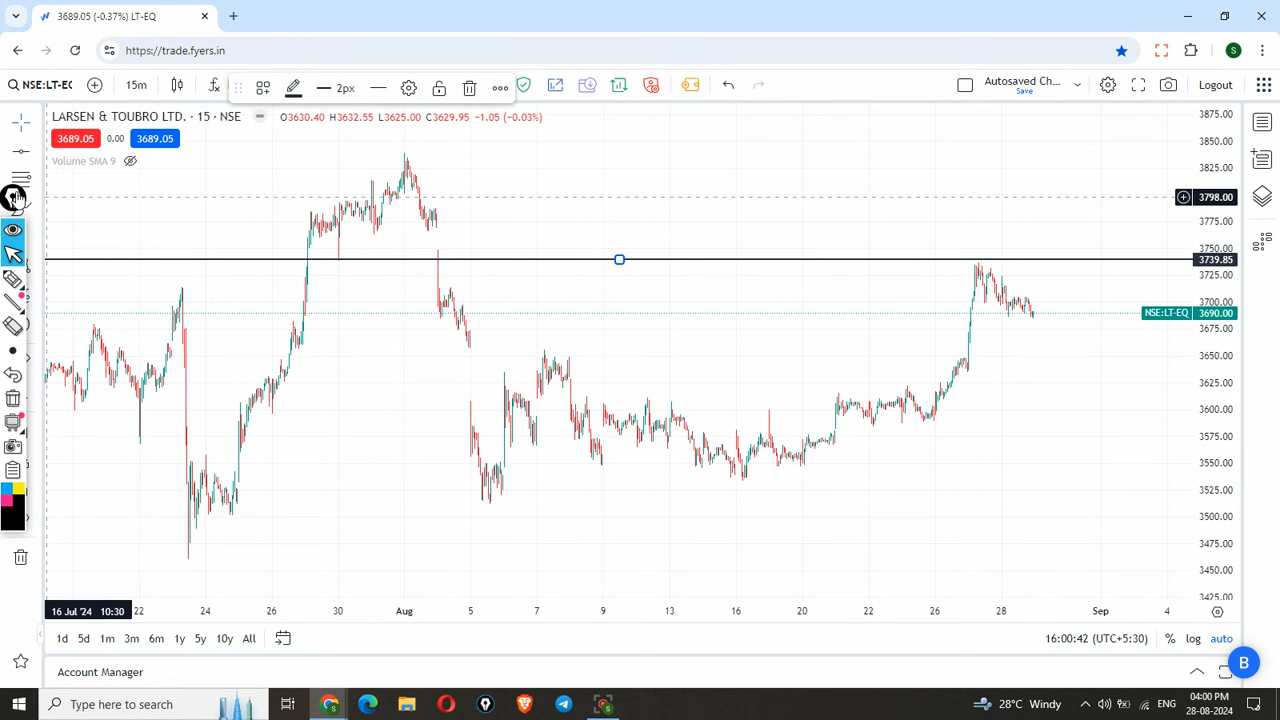 3689.05 (-0.37%) LT-EQ
https://trade.fyers.in
S
NSE:LT-EQ
15m
2px
Autosaved Ch...
Save
Logout
LARSEN & TOUBRO LTD. · 15 · NSE
O3630.40 H3632.55 L3625.00 C3629.95 -1.05 (-0.03%)
3689.05 0.00 3689.05
Volume SMA 9
3875.00
3850.00
3825.00
3798.00
3775.00
3750.00
3739.85
3725.00
3700.00
NSE:LT-EQ 3690.00
3675.00
3650.00
3625.00
3600.00
3575.00
3550.00
3525.00
3500.00
3475.00
3450.00
3425.00
16 Jul '24 10:30 22 24 26 30 Aug 5 7 9 13 16 20 22 26 28 Sep 4
1d 5d 1m 3m 6m 1y 5y 10y All
16:00:42 (UTC+5:30) % log auto
B
Account Manager
Type here to search
28°C Windy
ENG
04:00 PM
28-08-2024